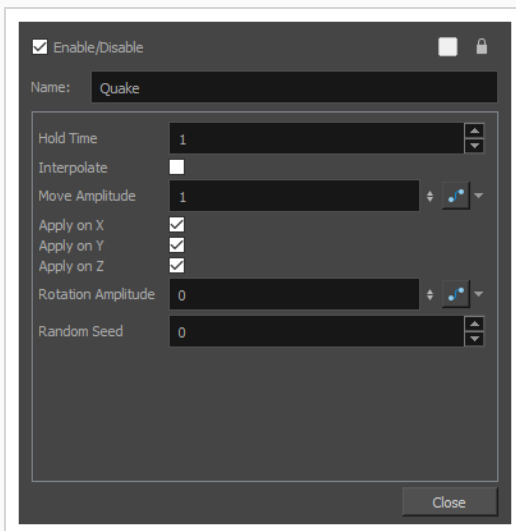 Enable/Disable
Name: Quake
Hold Time 1
Interpolate
Move Amplitude 1
Apply on X
Apply on Y
Apply on Z
Rotation Amplitude 0
Random Seed 0
Close